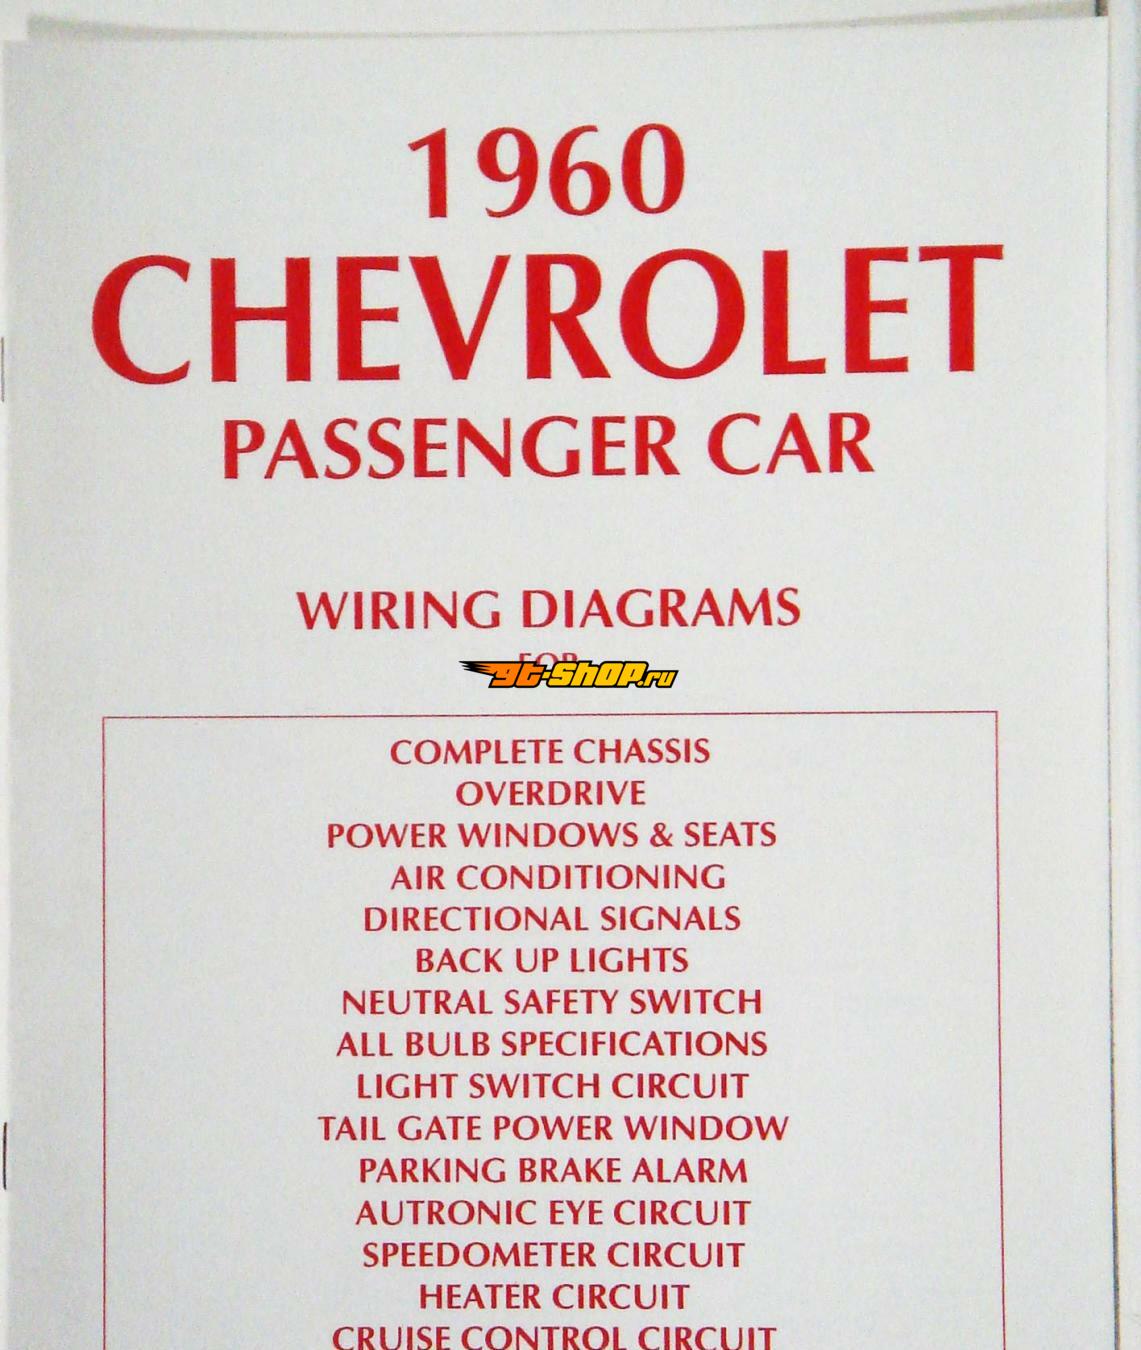 1960
CHEVROLET
PASSENGER CAR
WIRING DIAGRAMS
FOR
gt-shop.ru
COMPLETE CHASSIS
OVERDRIVE
POWER WINDOWS & SEATS
AIR CONDITIONING
DIRECTIONAL SIGNALS
BACK UP LIGHTS
NEUTRAL SAFETY SWITCH
ALL BULB SPECIFICATIONS
LIGHT SWITCH CIRCUIT
TAIL GATE POWER WINDOW
PARKING BRAKE ALARM
AUTRONIC EYE CIRCUIT
SPEEDOMETER CIRCUIT
HEATER CIRCUIT
CRUISE CONTROL CIRCUIT